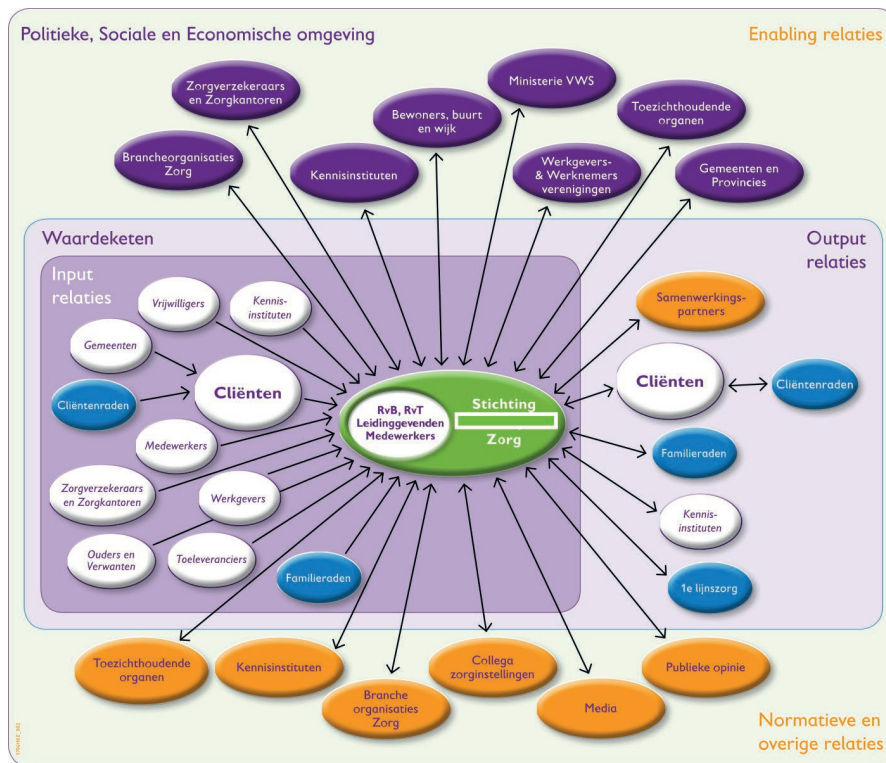 Politieke, Sociale en Economische omgeving
Enabling relaties
Zorgverzekeraars
en Zorgkantoren
Ministerie VWS
Bewoners, buurt
en wijk
Toezichthoudende
organen
Brancheorganisaties
Zorg
Kennisinstituten
Werkgevers-
& Werknemers
verenigingen
Gemeenten en
Provincies
Waardeketen
Output
relaties
Input
relaties
Vrijwilligers
Kennis-
instituten
Samenwerkings-
partners
Gemeenten
Cliënten
Cliëntenraden
Cliënten
Cliëntenraden
RvB, RvT
Leidinggevenden
Medewerkers
Stichting
Zorg
Medewerkers
Familieraden
Zorgverzekeraars
en Zorgkantoren
Werkgevers
Kennis-
instituten
Ouders en
Verwanten
Toeleveranciers
Familieraden
1e lijnszorg
Toezichthoudende
organen
Kennisinstituten
Branche
organisaties
Zorg
Collega
zorginstellingen
Media
Publieke opinie
Normatieve en
overige relaties